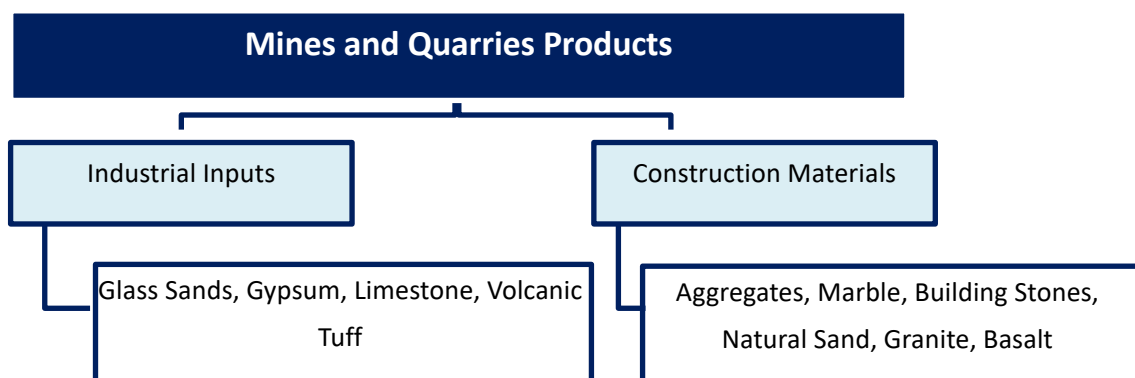 Mines and Quarries Products
Industrial Inputs
Construction Materials
Glass Sands, Gypsum, Limestone, Volcanic
Tuff
Aggregates, Marble, Building Stones,
Natural Sand, Granite, Basalt